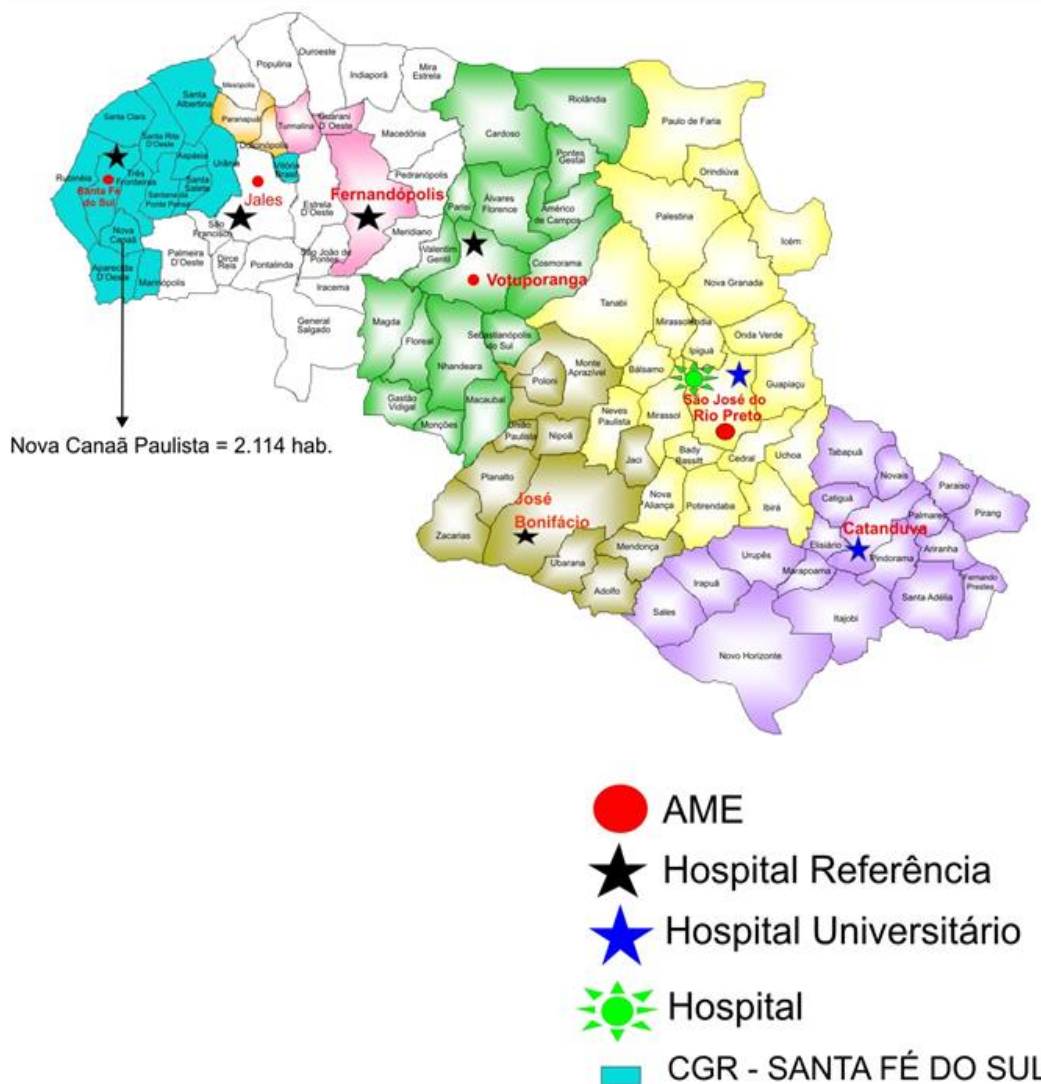 Ouroeste
Populina
Mira
Estrela
Indiaporã
Mesópolis
Santa
Albertina
Riolândia
Santa Clara
Paranapuã
Turmalina
Guarani
D'Oeste
Cardoso
Paulo de Faria
Macedônia
Santa Rita
D'Oeste
Dolcinópolis
Pontes
Gestal
Orindiuva
Aspásia
Urânia
Vitória
Brasil
Pedranópolis
Rubinéia
Três
Fronteiras
Santa
Salete
Santa Fé
do Sul
Santana da
Ponte Pensa
Jales
Fernandópolis
Parisi
Álvares
Florence
Américo
de Campos
Palestina
Estrela
D'Oeste
Icém
São
Francisco
Meridiano
Nova
Canaã
Valentim
Gentil
Cosmorama
Nova Granada
Palmeira
D'Oeste
Dirce
Reis
Pontalinda
São João de
Pontes
Aparecida
D'Oeste
Marinópolis
Votuporanga
Iracema
Tanabi
Mirassolândia
Onda Verde
General
Salgado
Magda
Floreal
Sebastianópolis
do Sul
Ipiguá
Nhandeara
Monte
Aprazível
Bálsamo
Guapiaçu
Poloni
São José do
Rio Preto
Gastão
Vidigal
Macaubal
Neves
Paulista
Mirassol
Monções
União
Paulista
Nipoã
Nova Canaã Paulista = 2.114 hab.
Bady
Bassitt
Cedral
Uchoa
Tabapuã
Jaci
Planalto
Novais
Paraiso
José
Bonifácio
Nova
Aliança
Potirendaba
Ibirá
Catiguá
Palmares
Pirang
Catanduva
Zacarias
Mendonça
Elisiário
Ariranha
Ubarana
Urupês
Pindorama
Marapoama
Adolfo
Irapuã
Fernando
Prestes
Santa Adélia
Sales
Itajobi
Novo Horizonte
AME
Hospital Referência
Hospital Universitário
Hospital
CGR - SANTA FÉ DO SUL